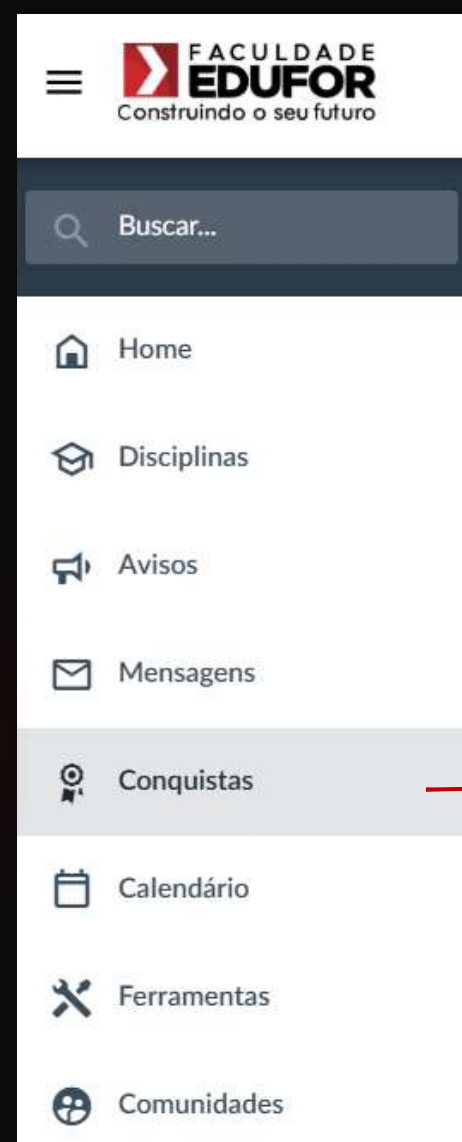 FACULDADE
EDUFOR
Construindo o seu futuro
Buscar...
Home
Disciplinas
Avisos
Mensagens
Conquistas
Calendário
Ferramentas
Comunidades